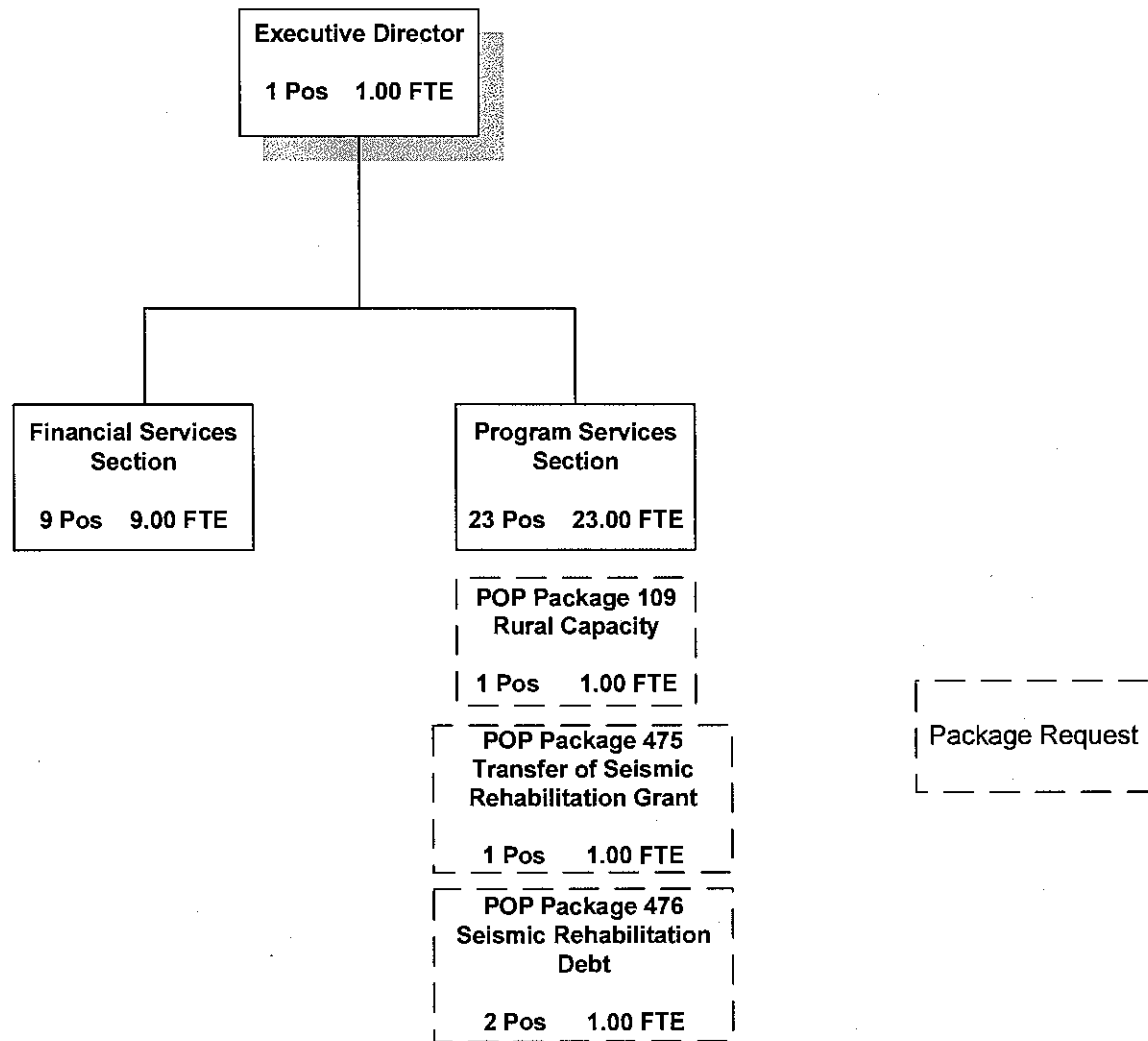 Executive Director
1 Pos 1.00 FTE
Financial Services
Section
9 Pos 9.00 FTE
Program Services
Section
23 Pos 23.00 FTE
POP Package 109
Rural Capacity
1 Pos 1.00 FTE
POP Package 475
Transfer of Seismic
Rehabilitation Grant
1 Pos 1.00 FTE
POP Package 476
Seismic Rehabilitation
Debt
2 Pos 1.00 FTE
Package Request